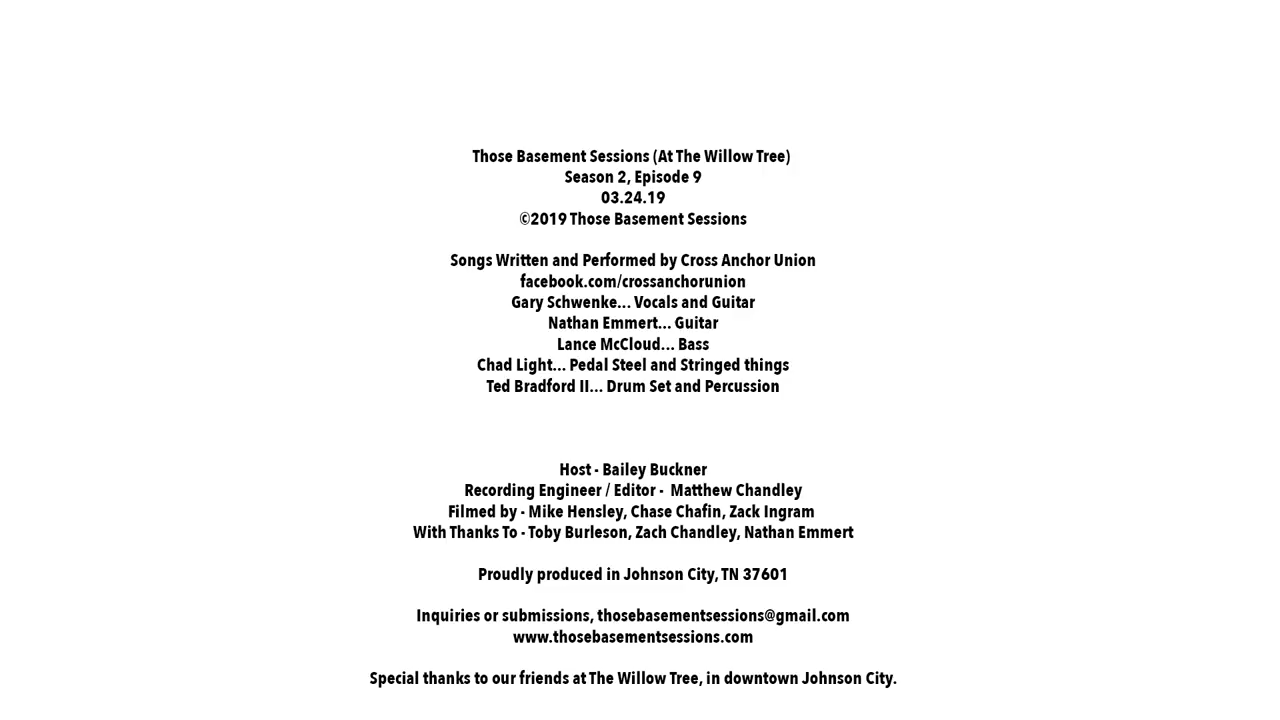 Those Basement Sessions (At The Willow Tree)
Season 2, Episode 9
03.24.19
©2019 Those Basement Sessions
Songs Written and Performed by Cross Anchor Union
facebook.com/crossanchorunion
Gary Schwenke... Vocals and Guitar
Nathan Emmert... Guitar
Lance McCloud... Bass
Chad Light... Pedal Steel and Stringed things
Ted Bradford II... Drum Set and Percussion
Host - Bailey Buckner
Recording Engineer / Editor -  Matthew Chandley
Filmed by - Mike Hensley, Chase Chafin, Zack Ingram
With Thanks To - Toby Burleson, Zach Chandley, Nathan Emmert
Proudly produced in Johnson City, TN 37601
Inquiries or submissions, thosebasementsessions@gmail.com
www.thosebasementsessions.com
Special thanks to our friends at The Willow Tree, in downtown Johnson City.